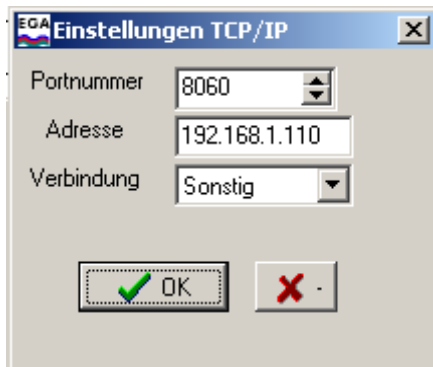 EGA Einstellungen TCP/IP
Portnummer 8060
Adresse 192.168.1.110
Verbindung Sonstig
OK -